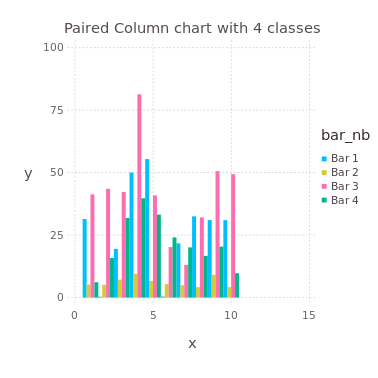 Paired Column chart with 4 classes
100
75
50
25
0
y
0 5 10 15
x
bar_nb
Bar 1
Bar 2
Bar 3
Bar 4